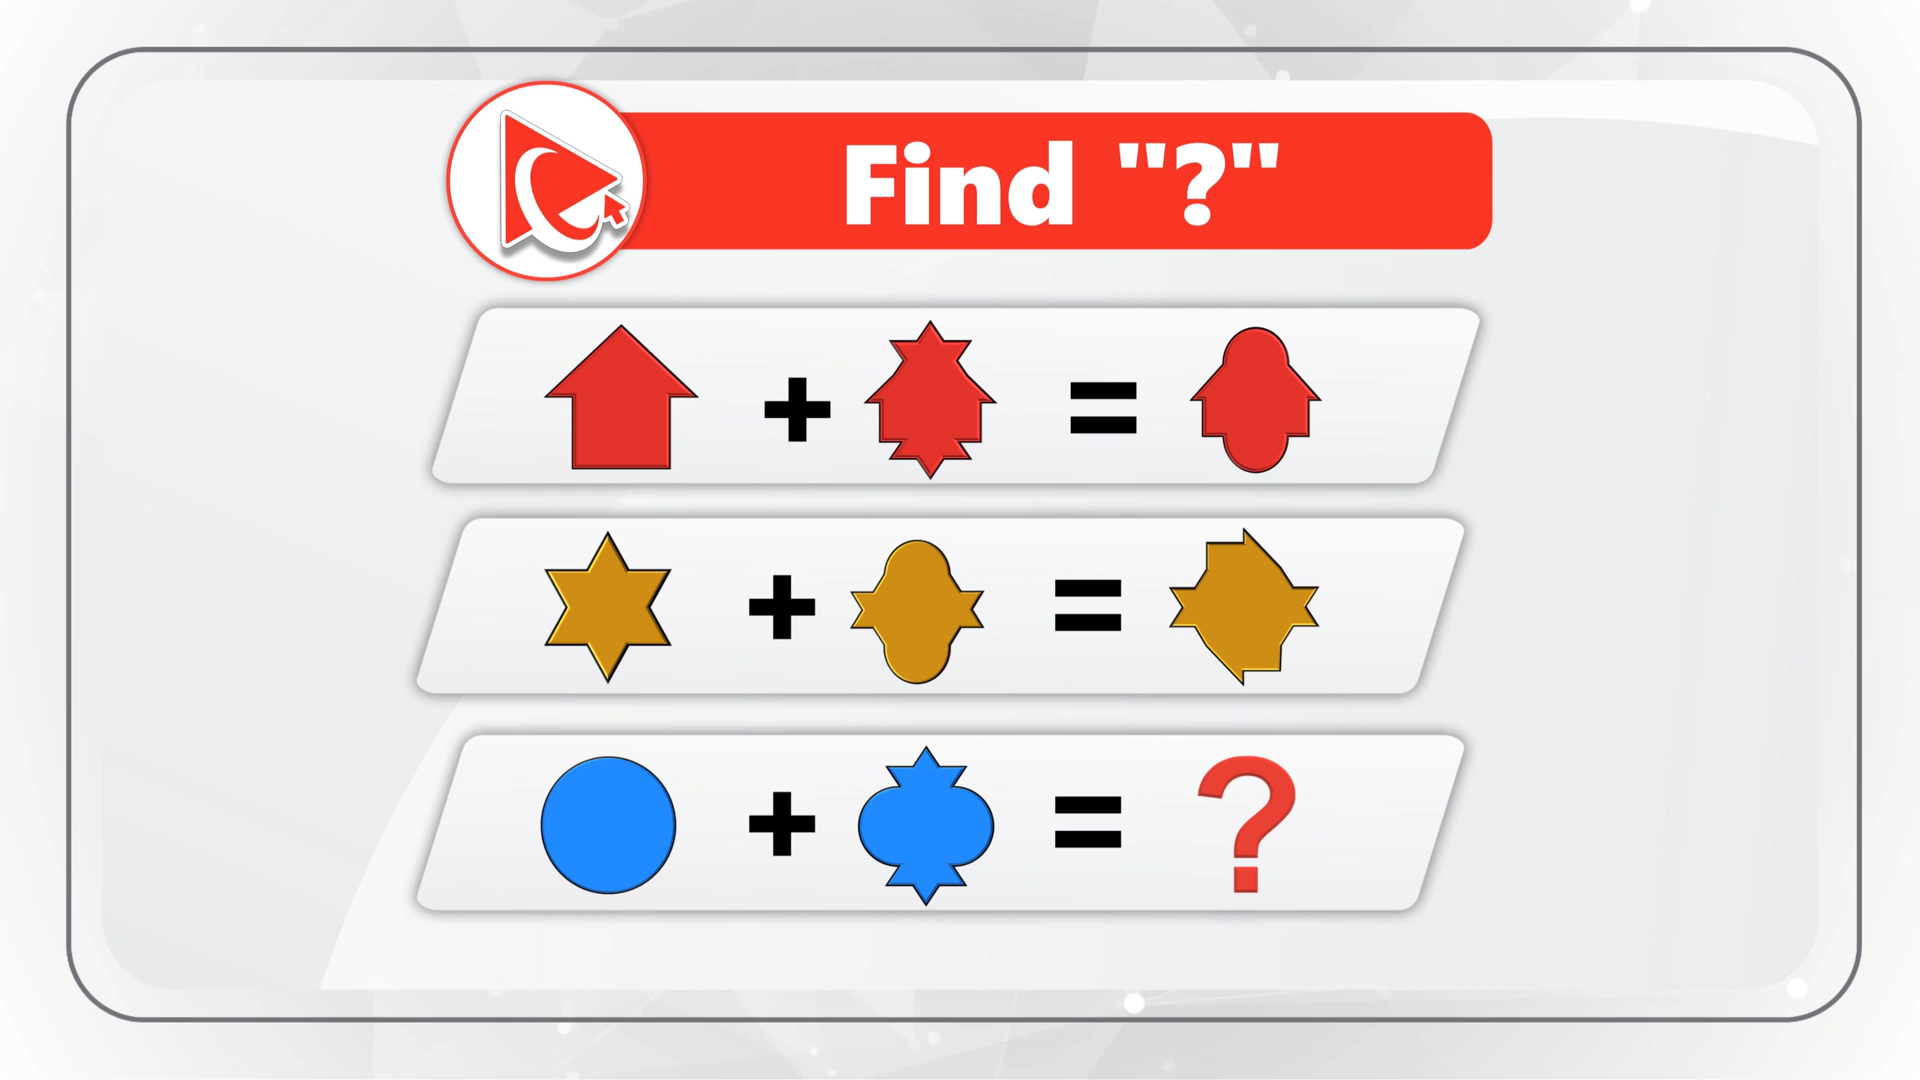 Find "?"
+ =
+ =
+ = ?